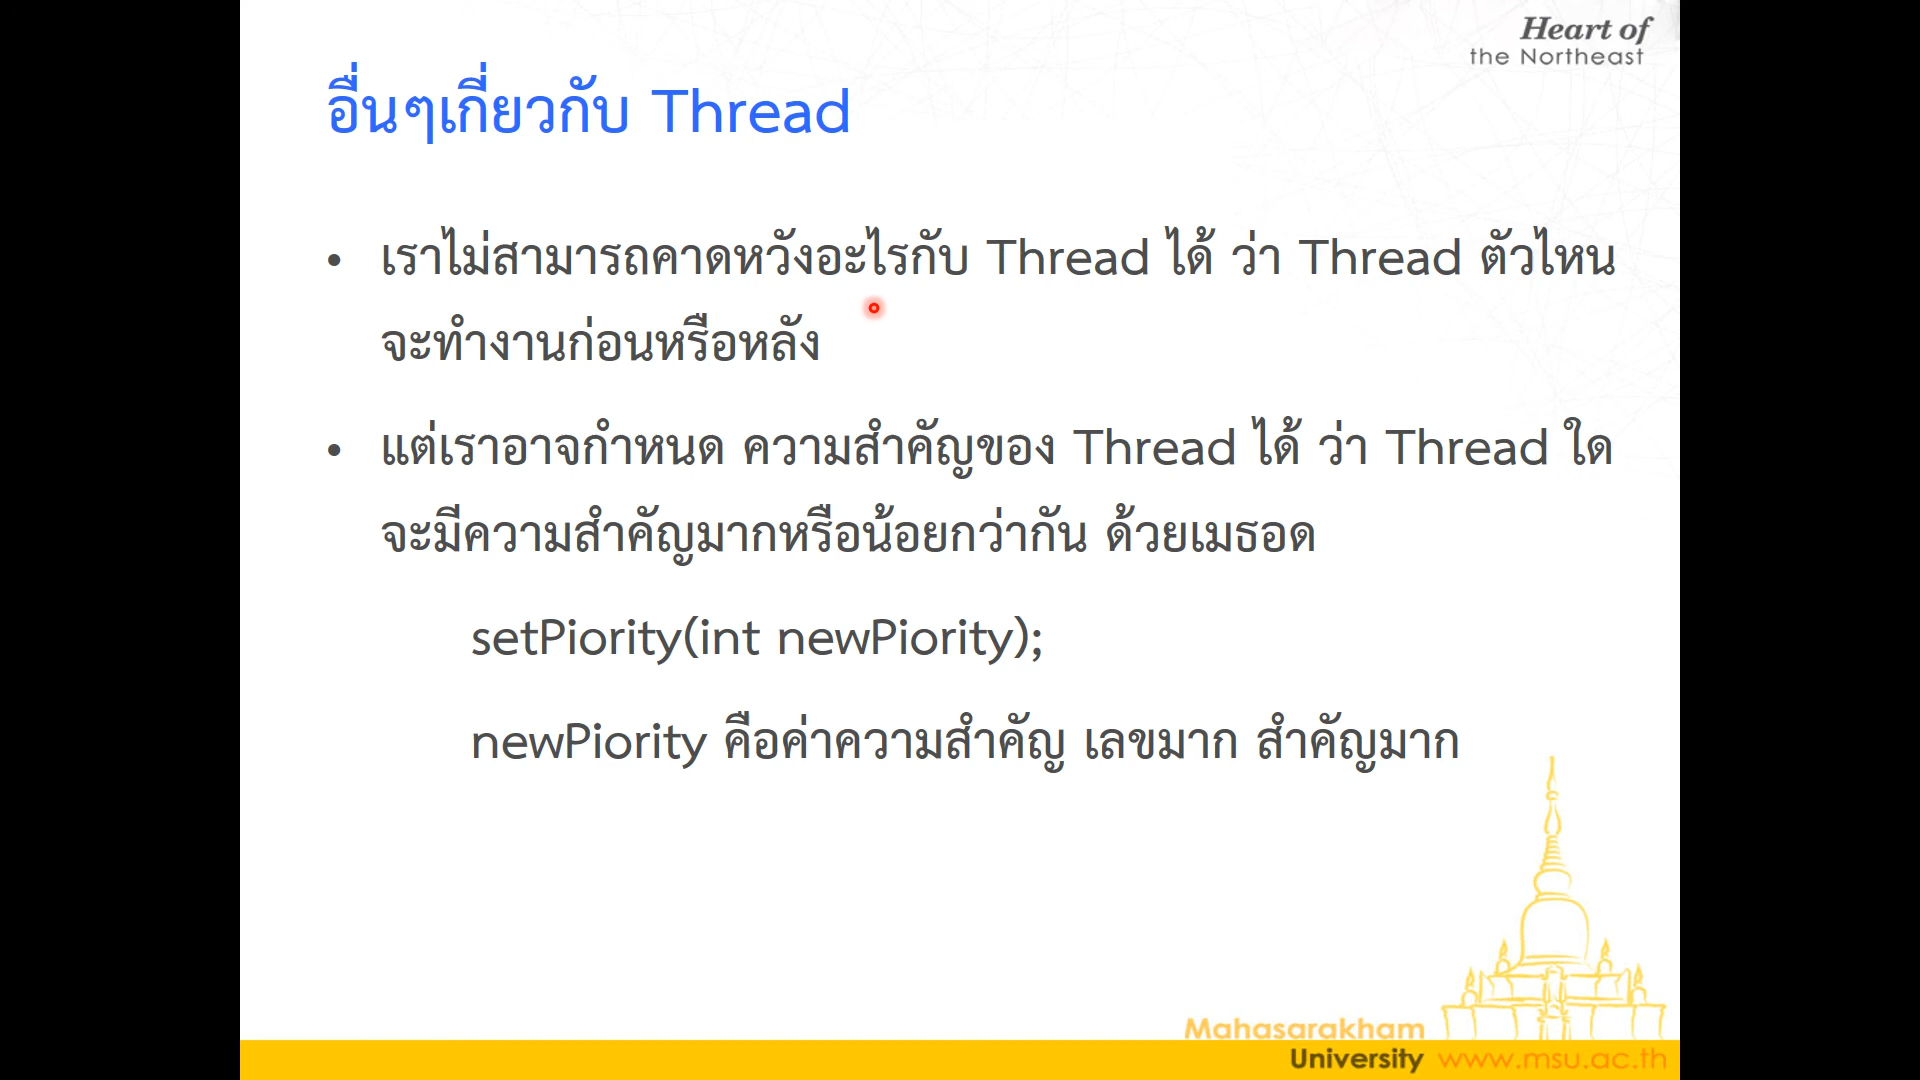 Heart of
the Northeast
อื่นๆเกี่ยวกับ Thread
• เราไม่สามารถคาดหวังอะไรกับ Thread ได้ ว่า Thread ตัวไหน
จะทำงานก่อนหรือหลัง
• แต่เราอาจกำหนด ความสำคัญของ Thread ได้ ว่า Thread ใด
จะมีความสำคัญมากหรือน้อยกว่ากัน ด้วยเมธอด
setPiority(int newPiority);
newPiority คือค่าความสำคัญ เลขมาก สำคัญมาก
Mahasarakham
University www.msu.ac.th